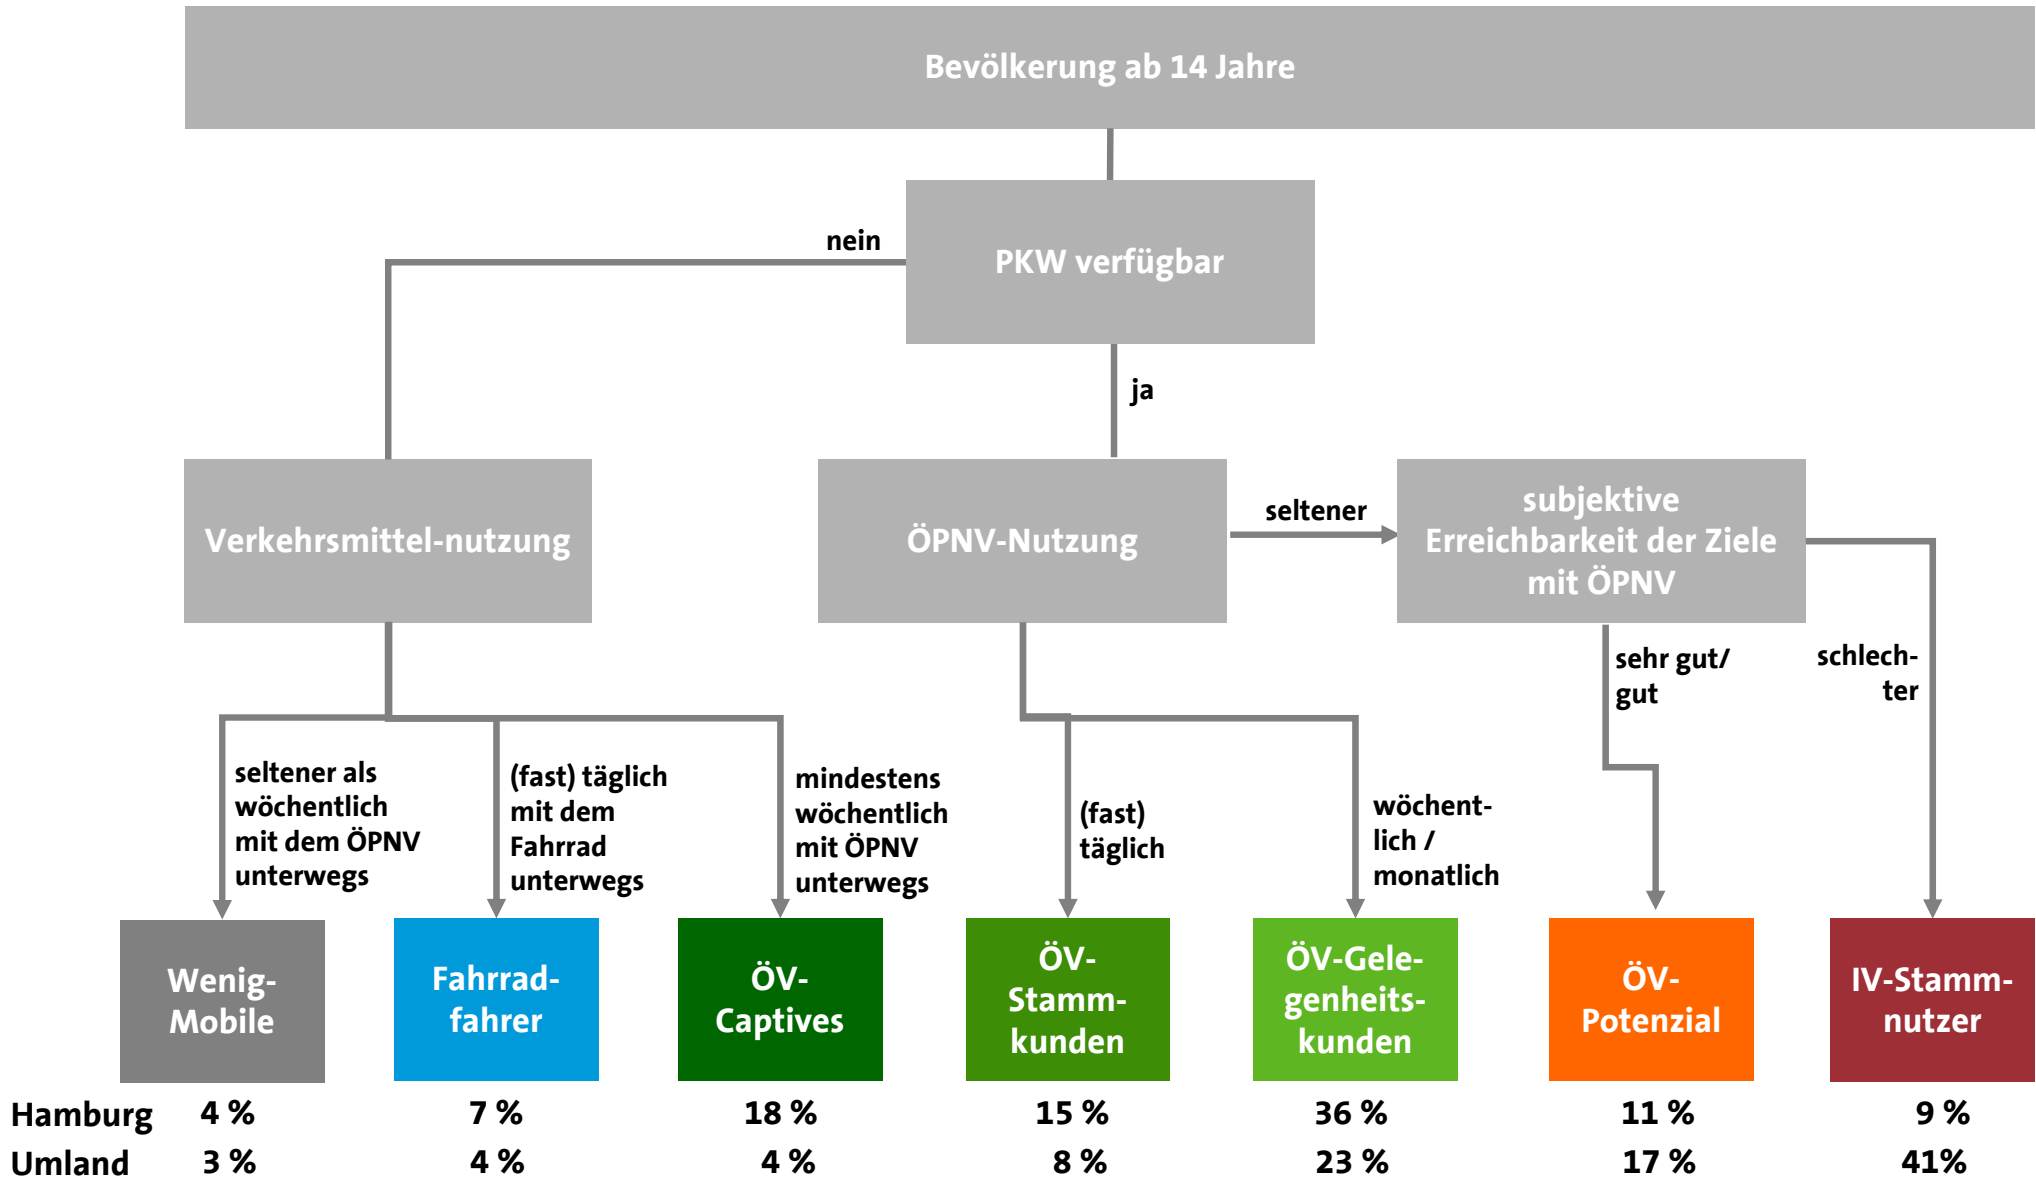 Bevölkerung ab 14 Jahre
nein
PKW verfügbar
ja
Verkehrsmittel-nutzung
ÖPNV-Nutzung
seltener
subjektive
Erreichbarkeit der Ziele
mit ÖPNV
sehr gut/
gut
schlech-
ter
seltener als
wöchentlich
mit dem ÖPNV
unterwegs
(fast) täglich
mit dem
Fahrrad
unterwegs
mindestens
wöchentlich
mit ÖPNV
unterwegs
(fast)
täglich
wöchent-
lich /
monatlich
Wenig-
Mobile
Fahrrad-
fahrer
ÖV-
Captives
ÖV-
Stamm-
kunden
ÖV-Gele-
genheits-
kunden
ÖV-
Potenzial
IV-Stamm-
nutzer
Hamburg 4 % 7 % 18 % 15 % 36 % 11 % 9 %
Umland 3 % 4 % 4 % 8 % 23 % 17 % 41%